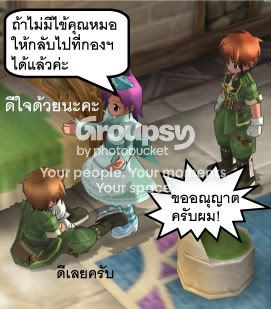 ถ้าไม่มีไข้คุณหมอ
ให้กลับไปที่กองฯ
ได้แล้วค่ะ
ดีใจด้วยนะคะ
Groupsy
by photobucket
Your people. Your moments.
Your space.
ขออณุญาต
ครับผม!
ดีเลยครับ